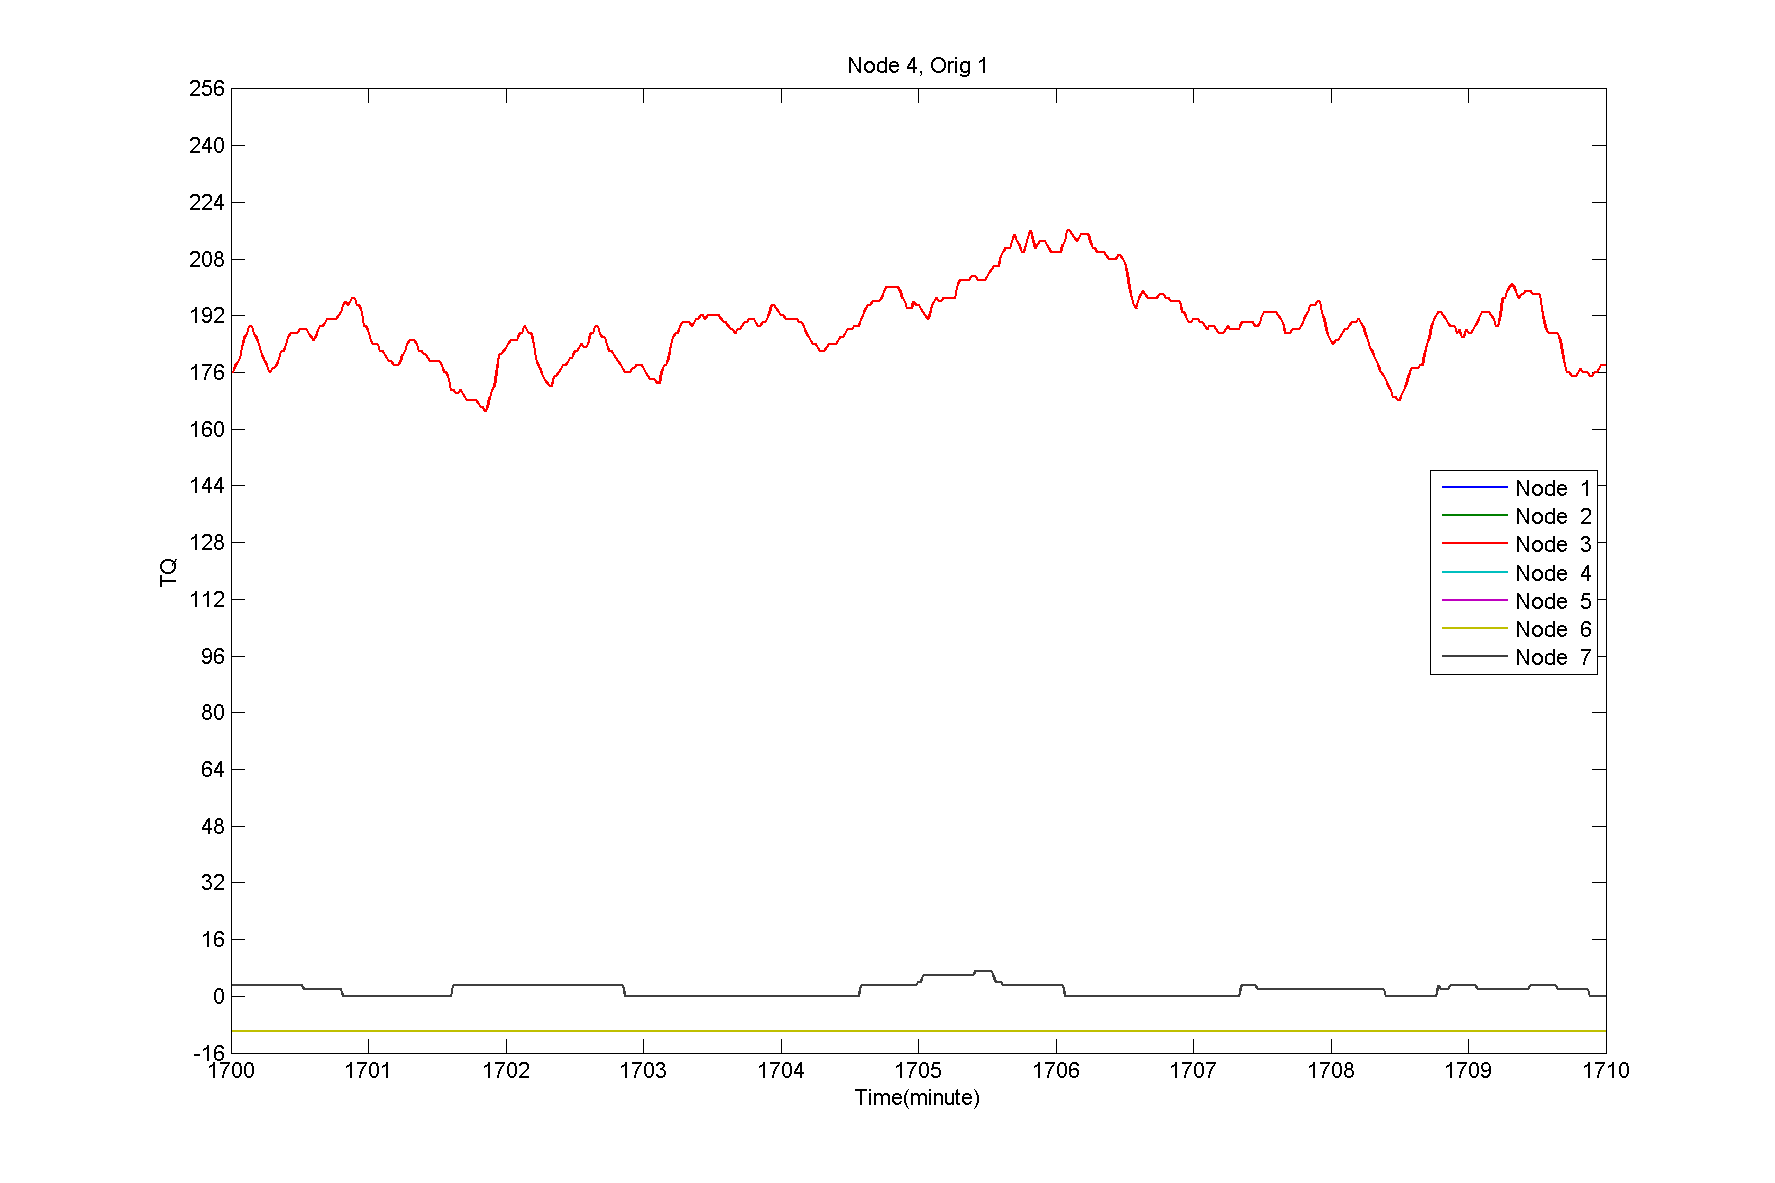 Node 4, Orig 1
256
240
224
208
192
176
160
144
128
112
96
80
64
48
32
16
0
-16
TQ
Node 1
Node 2
Node 3
Node 4
Node 5
Node 6
Node 7
1700 1701 1702 1703 1704 1705 1706 1707 1708 1709 1710
Time(minute)